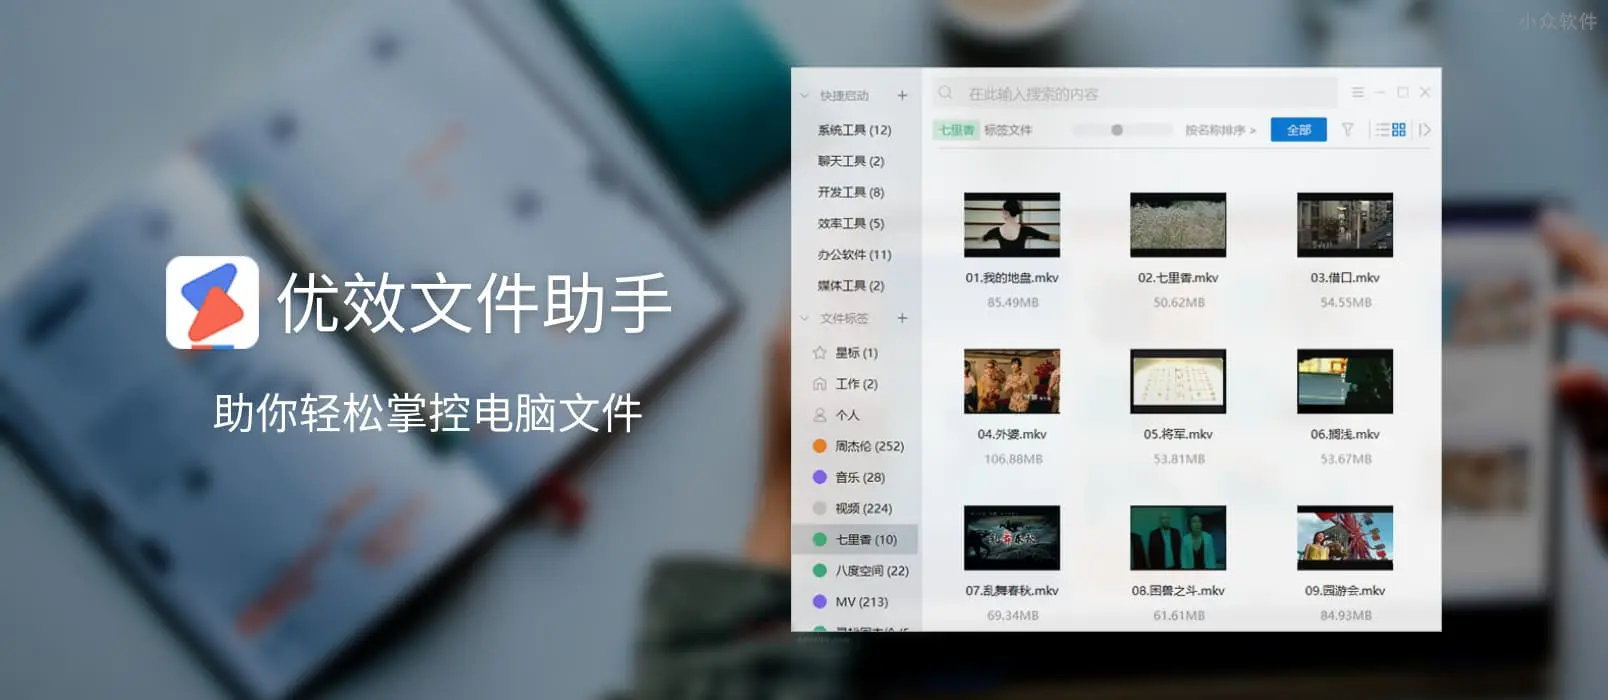 小众软件
优效文件助手
助你轻松掌控电脑文件
快捷启动
系统工具 (12)
聊天工具 (2)
开发工具 (8)
效率工具 (5)
办公软件 (11)
媒体工具 (2)
文件标签
星标 (1)
工作 (2)
个人
周杰伦 (252)
音乐 (28)
视频 (224)
七里香 (10)
八度空间 (22)
MV (213)
在此输入搜索的内容
七里香 标签文件 按名称排序 > 全部
01.我的地盘.mkv 02.七里香.mkv 03.借口.mkv
85.49MB 50.62MB 54.55MB
04.外婆.mkv 05.将军.mkv 06.搁浅.mkv
106.88MB 53.81MB 53.67MB
乱舞春秋
07.乱舞春秋.mkv 08.困兽之斗.mkv 09.园游会.mkv
69.34MB 61.61MB 84.93MB